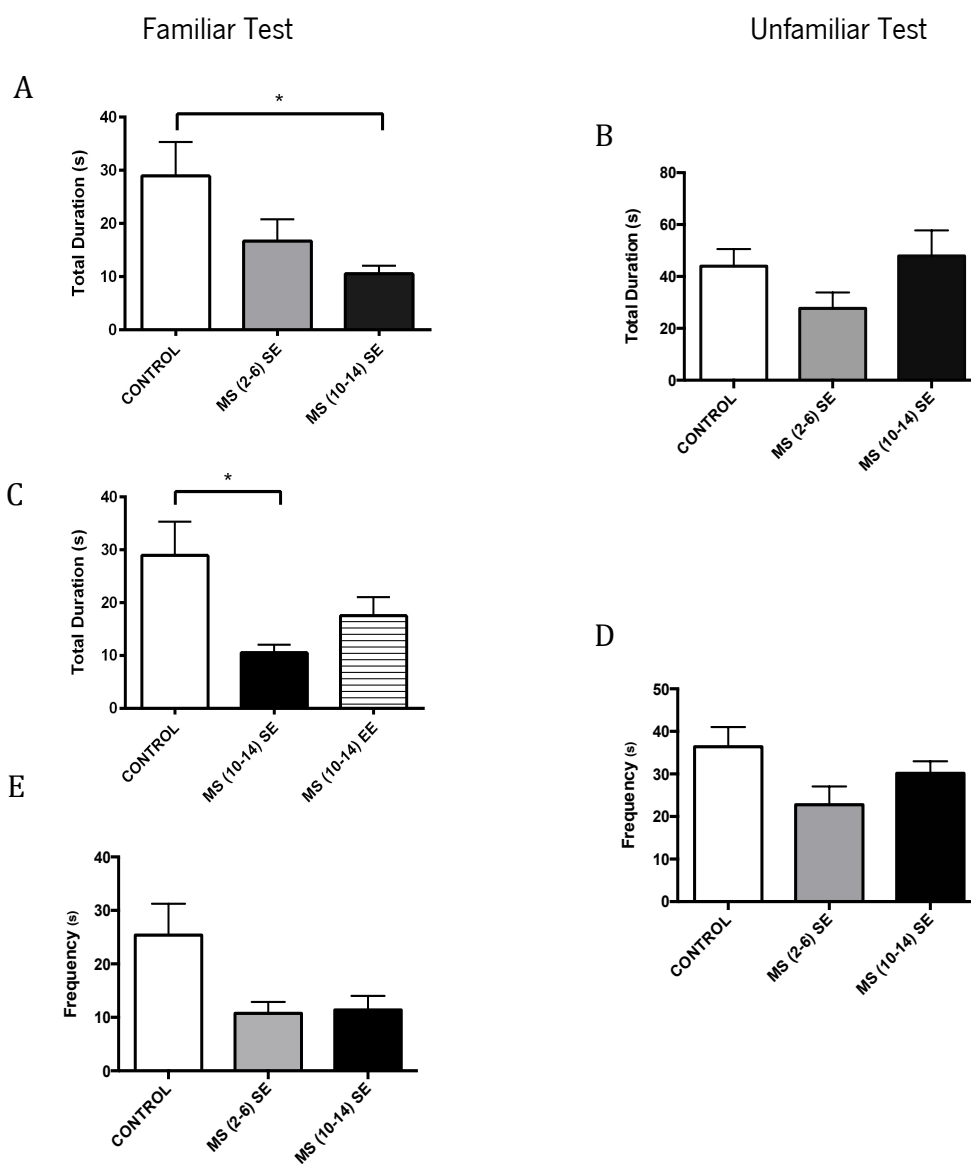 Familiar Test
Unfamiliar Test
A
Total Duration (s)
40
30
20
10
0
*
CONTROL
MS (2-6) SE
MS (10-14) SE
B
Total Duration (s)
80
60
40
20
0
CONTROL
MS (2-6) SE
MS (10-14) SE
C
Total Duration (s)
40
30
20
10
0
*
CONTROL
MS (10-14) SE
MS (10-14) EE
D
Frequency (s)
50
40
30
20
10
0
CONTROL
MS (2-6) SE
MS (10-14) SE
E
Frequency (s)
40
30
20
10
0
CONTROL
MS (2-6) SE
MS (10-14) SE